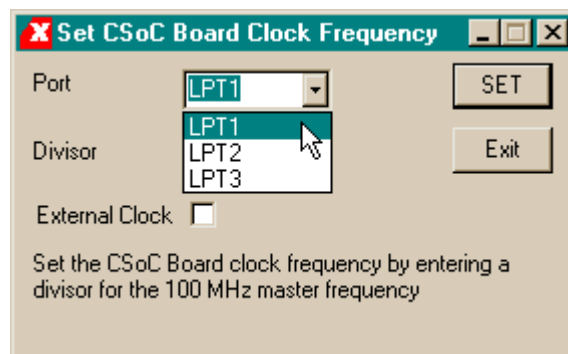 X Set CSoC Board Clock Frequency
Port
LPT1
SET
LPT1
LPT2
LPT3
Divisor
Exit
External Clock
Set the CSoC Board clock frequency by entering a
divisor for the 100 MHz master frequency